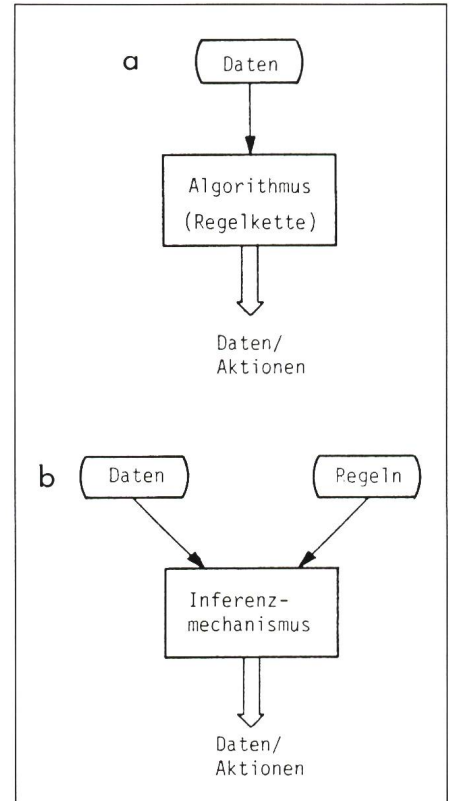 a
Daten
Algorithmus
(Regelkette)
Daten/
Aktionen
b
Daten
Regeln
Inferenz-
mechanismus
Daten/
Aktionen